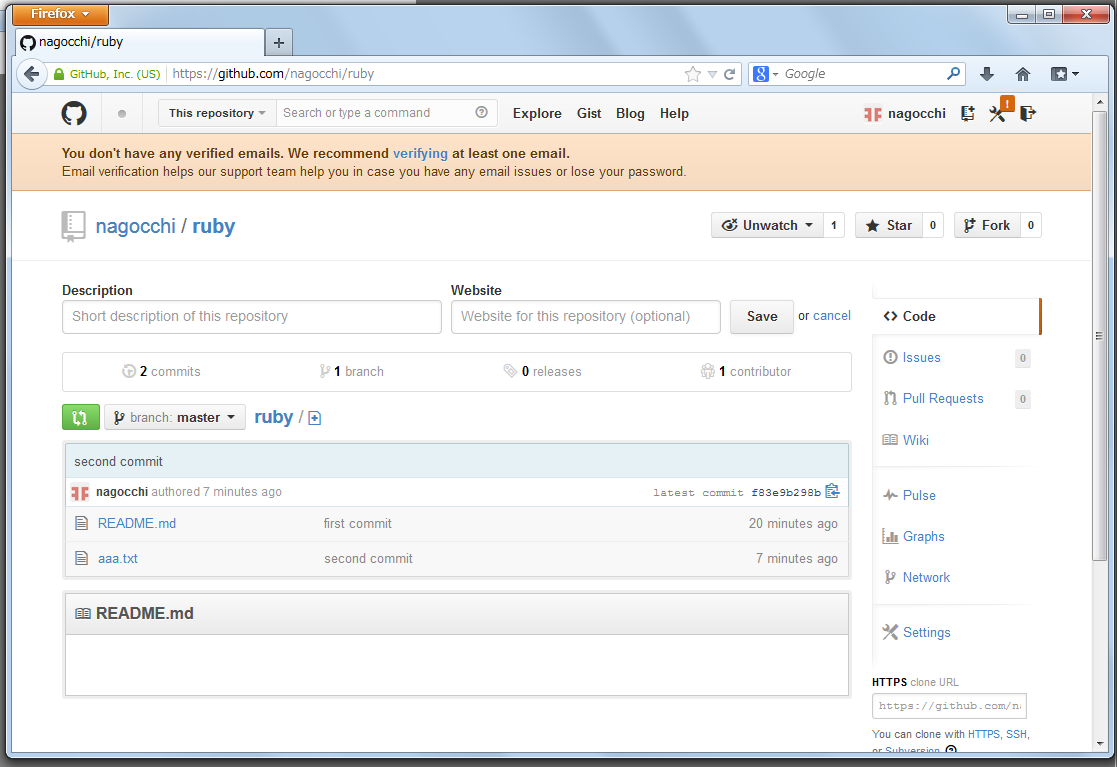 Firefox
nagocchi/ruby
GitHub, Inc. (US) https://github.com/nagocchi/ruby Google
This repository Search or type a command Explore Gist Blog Help nagocchi
You don't have any verified emails. We recommend verifying at least one email.
Email verification helps our support team help you in case you have any email issues or lose your password.
nagocchi / ruby Unwatch 1 Star 0 Fork 0
Description Website
Short description of this repository Website for this repository (optional) Save or cancel
2 commits 1 branch 0 releases 1 contributor
branch: master ruby /
second commit
nagocchi authored 7 minutes ago latest commit f83e9b298b
README.md first commit 20 minutes ago
aaa.txt second commit 7 minutes ago
README.md
Code
Issues 0
Pull Requests 0
Wiki
Pulse
Graphs
Network
Settings
HTTPS clone URL
https://github.com/n
You can clone with HTTPS, SSH,
or Subversion.